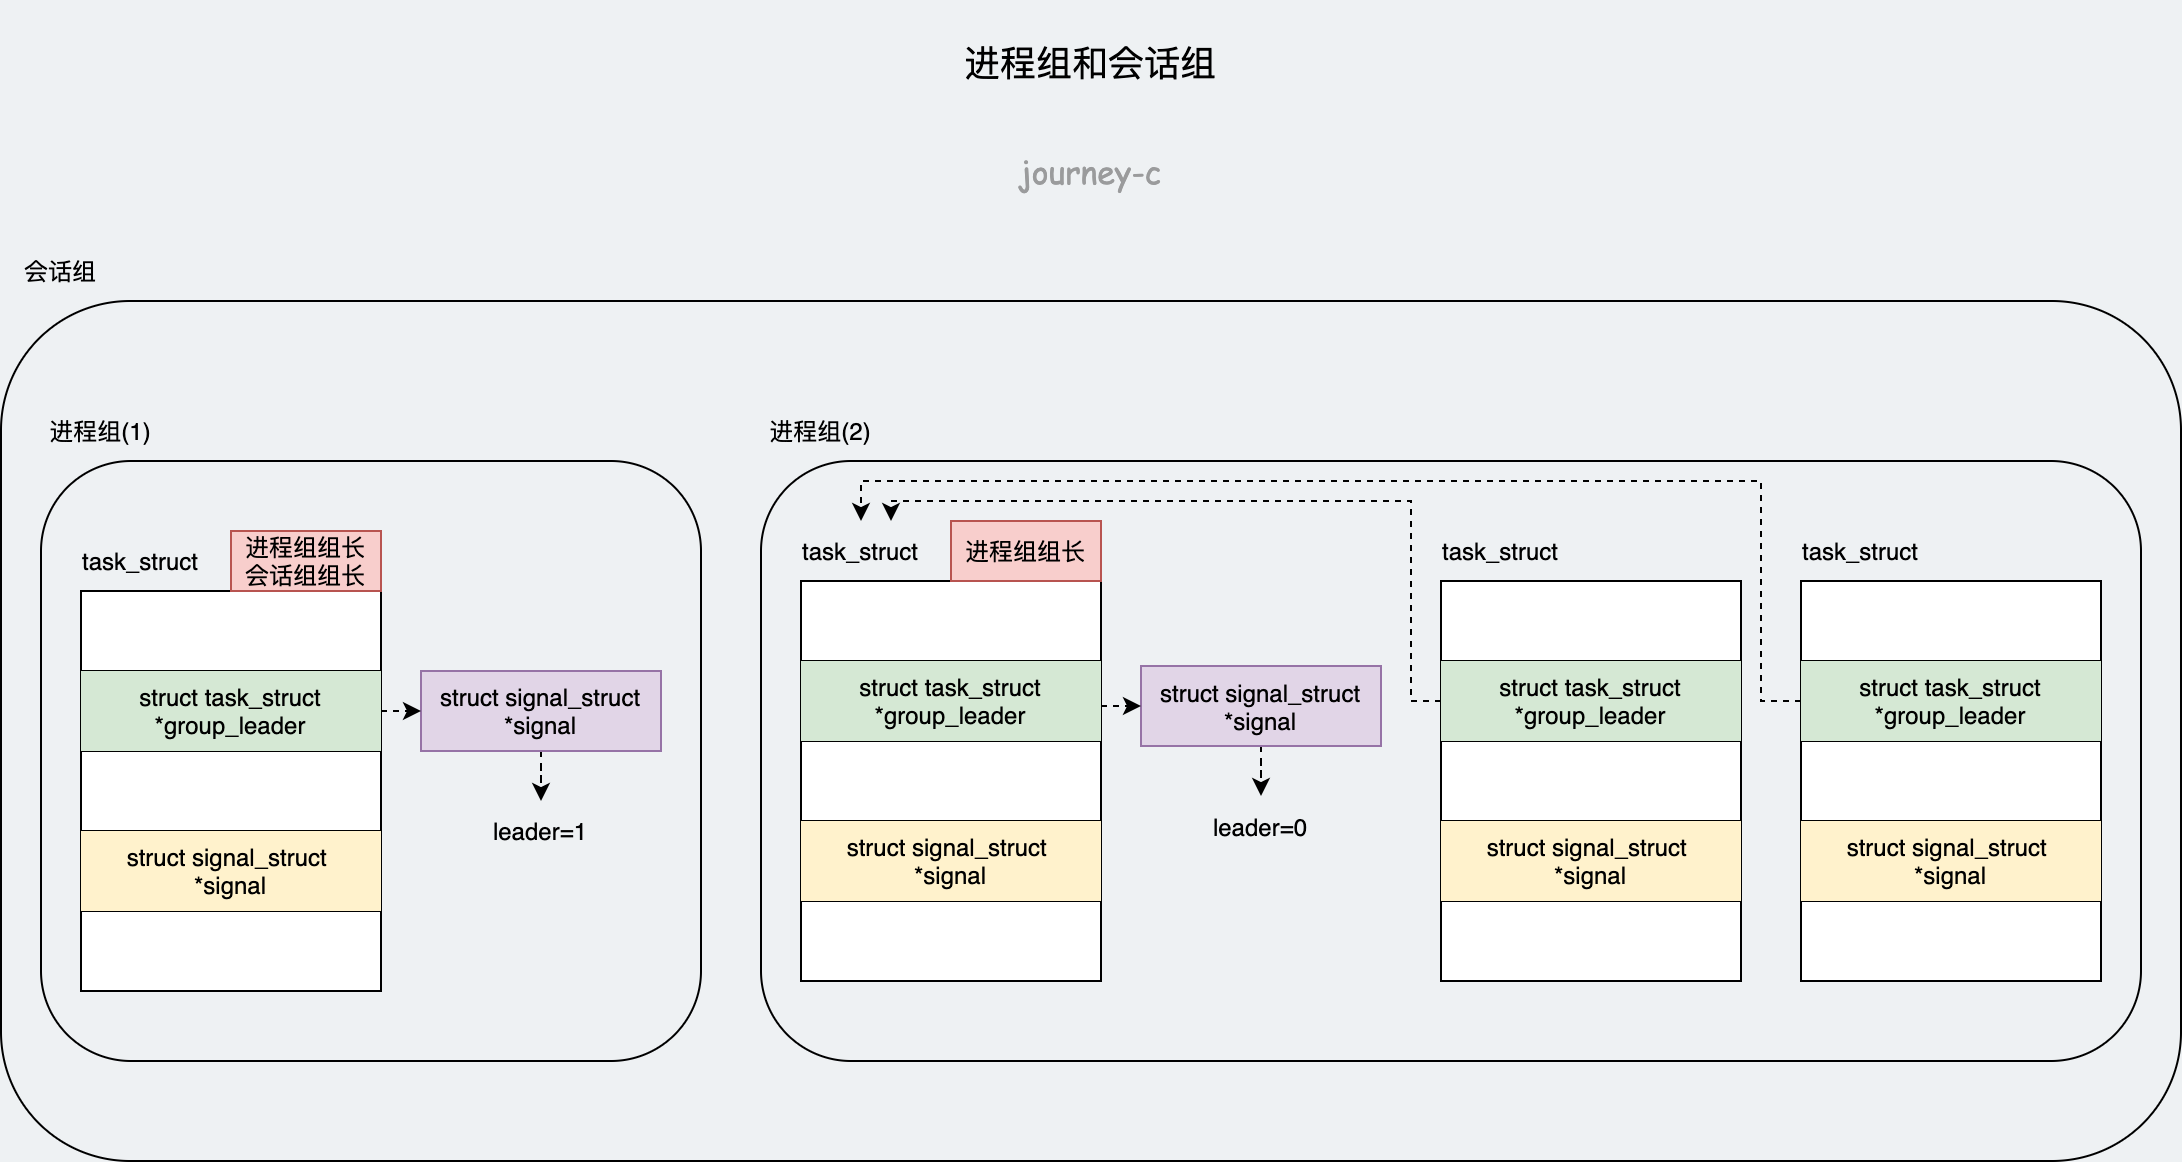 进程组和会话组
journey-c
会话组
进程组(1)
task_struct
进程组组长
会话组组长
struct task_struct
*group_leader
struct signal_struct
*signal
struct signal_struct
*signal
leader=1
进程组(2)
task_struct
进程组组长
struct task_struct
*group_leader
struct signal_struct
*signal
struct signal_struct
*signal
leader=0
task_struct
struct task_struct
*group_leader
struct signal_struct
*signal
task_struct
struct task_struct
*group_leader
struct signal_struct
*signal